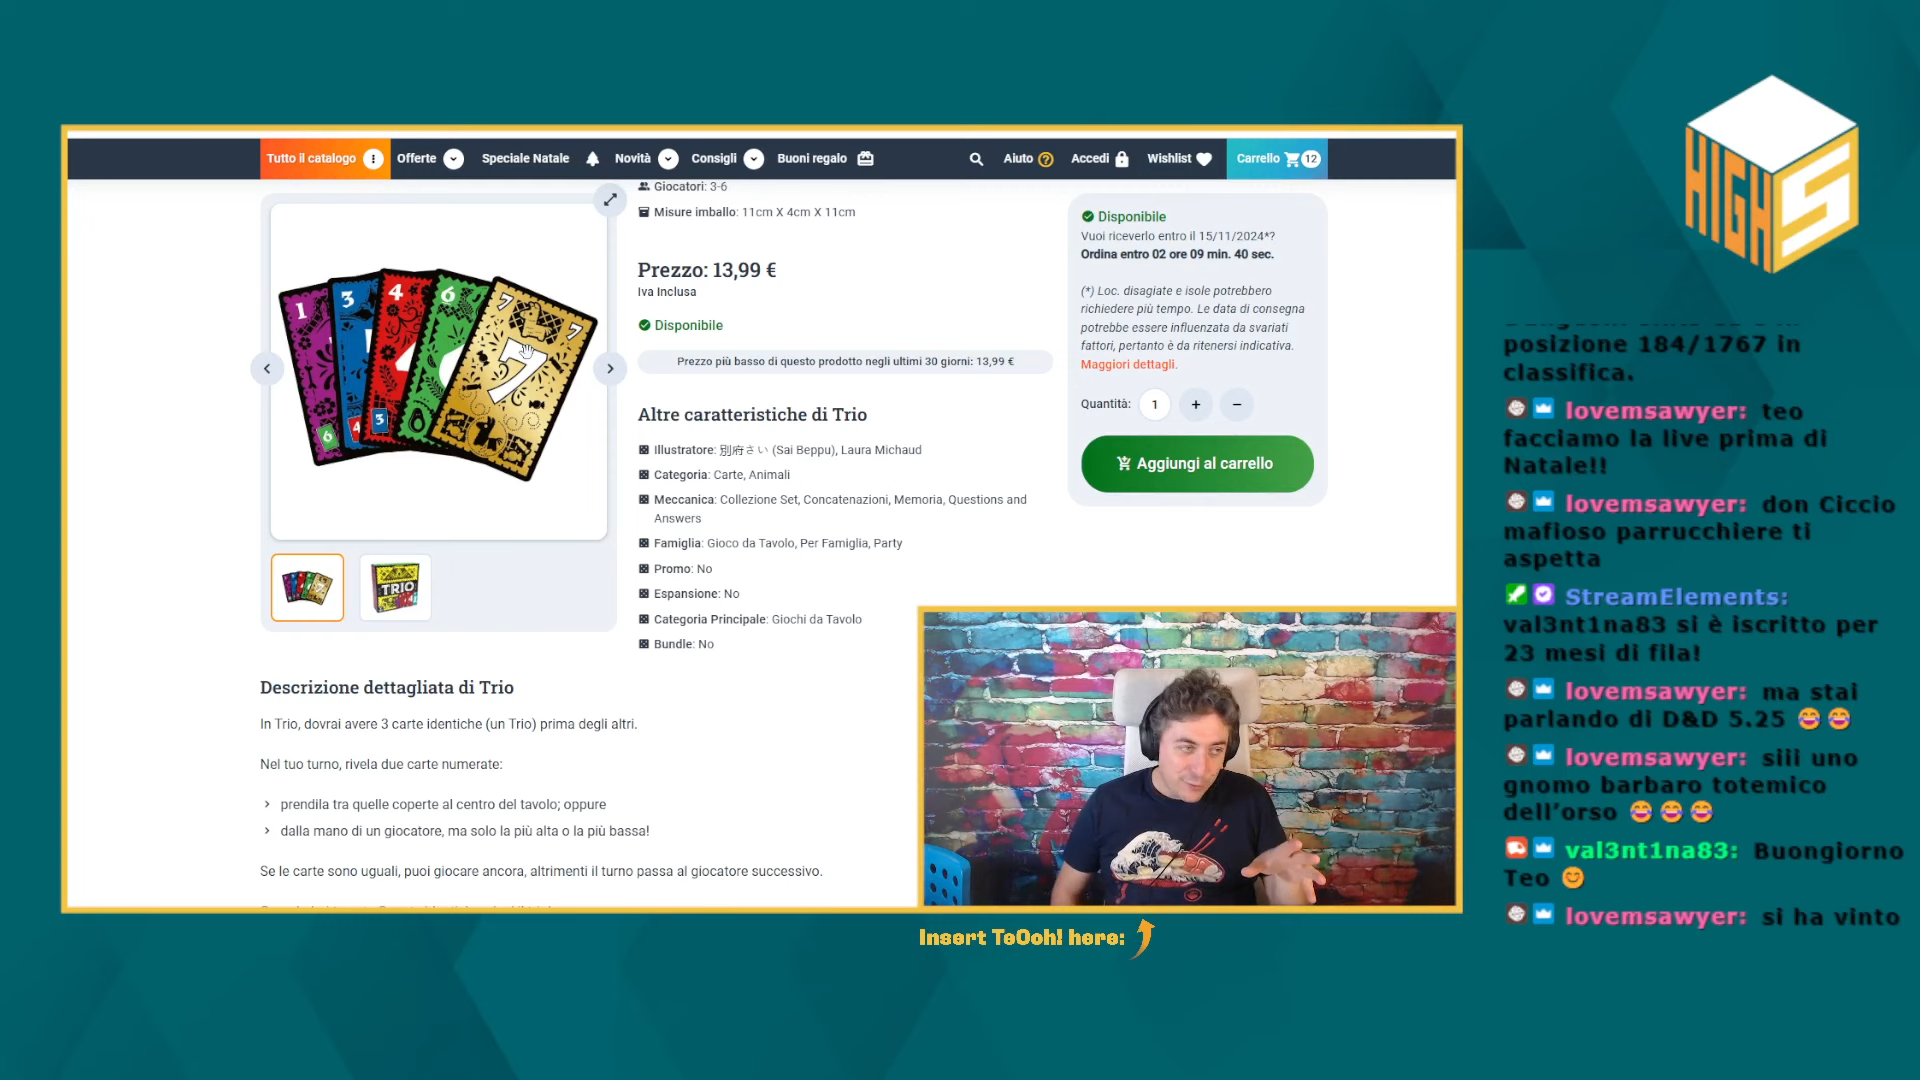 Tutto il catalogo
Offerte
Speciale Natale
Novità
Consigli
Buoni regalo
Aiuto
Accedi
Wishlist
Carrello 12
Giocatori: 3-6
Misure imballo: 11cm X 4cm X 11cm
Prezzo: 13,99 €
Iva Inclusa
Disponibile
Prezzo più basso di questo prodotto negli ultimi 30 giorni: 13,99 €
Altre caratteristiche di Trio
Illustratore: 別府さい (Sai Beppu), Laura Michaud
Categoria: Carte, Animali
Meccanica: Collezione Set, Concatenazioni, Memoria, Questions and
Answers
Famiglia: Gioco da Tavolo, Per Famiglia, Party
Promo: No
Espansione: No
Categoria Principale: Giochi da Tavolo
Bundle: No
1
3
4
6
7
7
7
6
4
3
TRIO
Disponibile
Vuoi riceverlo entro il 15/11/2024*?
Ordina entro 02 ore 09 min. 40 sec.
(*) Loc. disagiate e isole potrebbero
richiedere più tempo. Le data di consegna
potrebbe essere influenzata da svariati
fattori, pertanto è da ritenersi indicativa.
Maggiori dettagli.
Quantità: 1 + −
Aggiungi al carrello
Descrizione dettagliata di Trio
In Trio, dovrai avere 3 carte identiche (un Trio) prima degli altri.
Nel tuo turno, rivela due carte numerate:
prendila tra quelle coperte al centro del tavolo; oppure
dalla mano di un giocatore, ma solo la più alta o la più bassa!
Se le carte sono uguali, puoi giocare ancora, altrimenti il turno passa al giocatore successivo.
Insert TeOoh! here:
HIGH5
posizione 184/1767 in
classifica.
lovemsawyer: teo
facciamo la live prima di
Natale!!
lovemsawyer: don Ciccio
mafioso parrucchiere ti
aspetta
StreamElements:
val3nt1na83 si è iscritto per
23 mesi di fila!
lovemsawyer: ma stai
parlando di D&D 5.25 😂 😂
lovemsawyer: siii uno
gnomo barbaro totemico
dell'orso 😂 😂 😂
val3nt1na83: Buongiorno
Teo 😊
lovemsawyer: si ha vinto